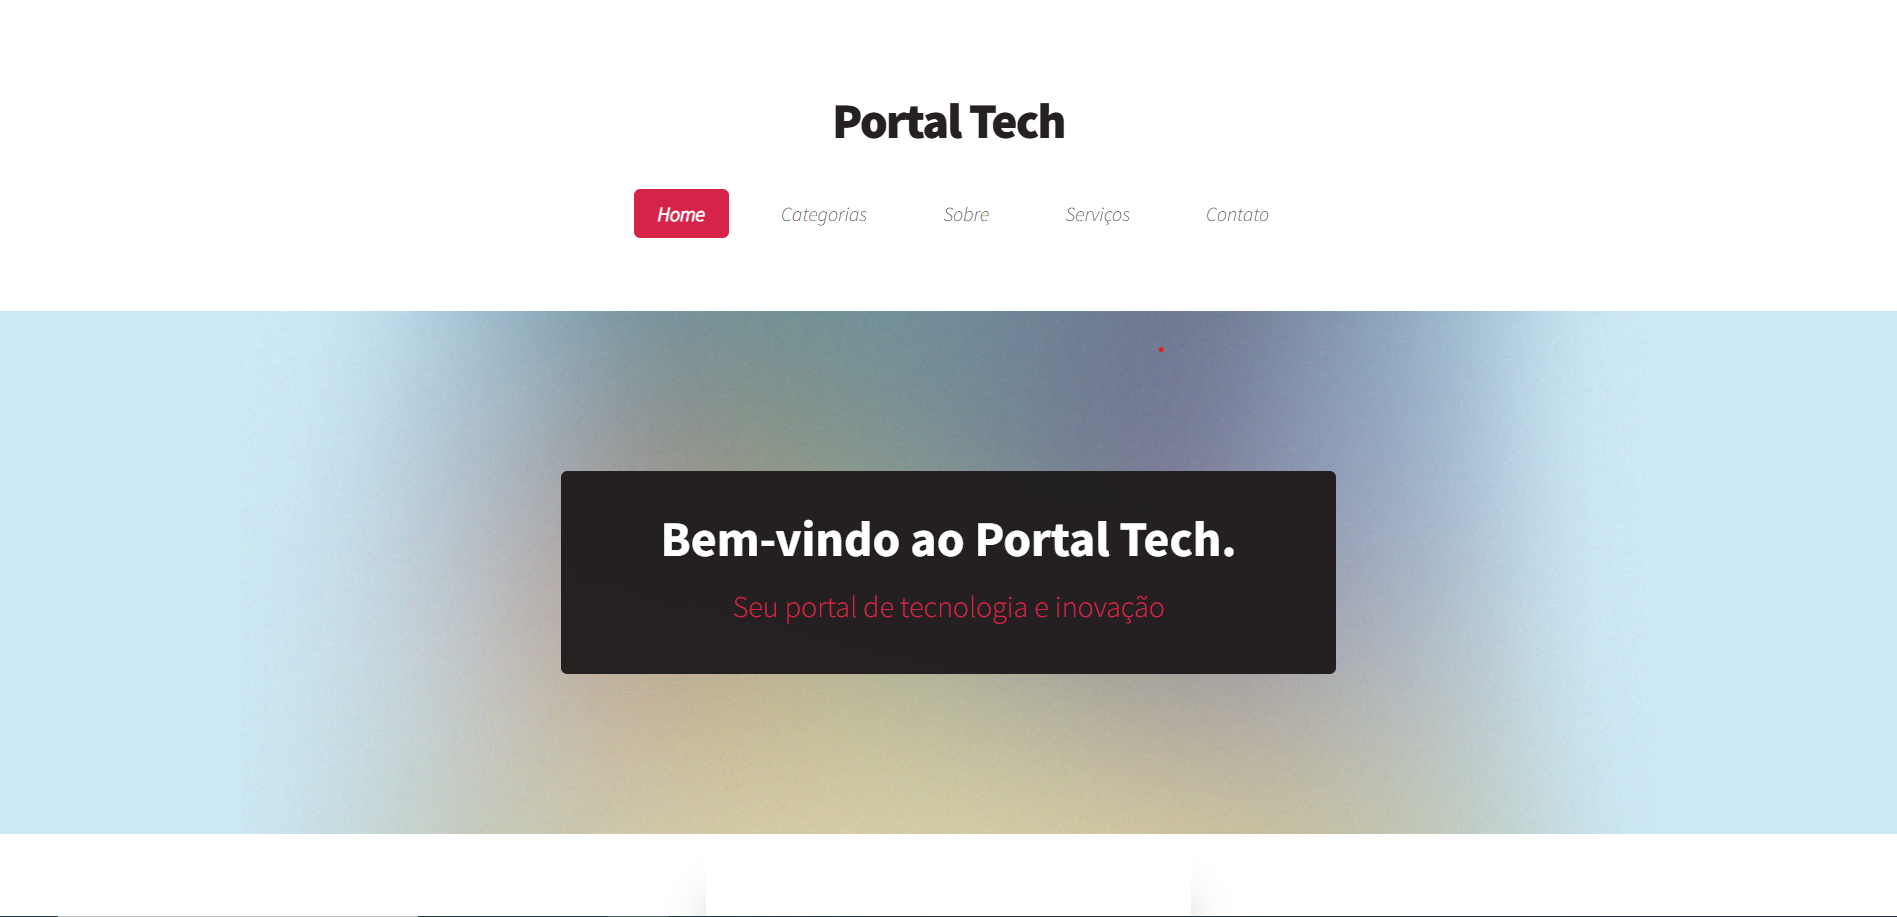 Portal Tech
Home Categorias Sobre Serviços Contato
Bem-vindo ao Portal Tech.
Seu portal de tecnologia e inovação